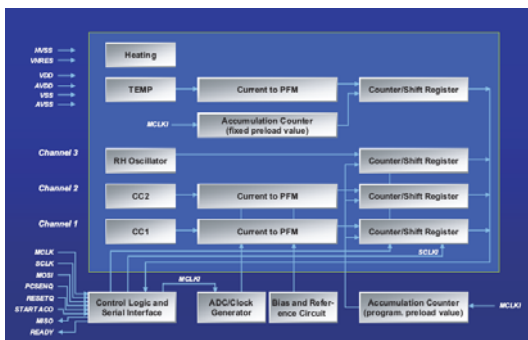 HVSS
VNRES
VDD
AVDD
VSS
AVSS
Heating
TEMP
Current to PFM
Counter/Shift Register
MCLKI
Accumulation Counter
(fixed preload value)
Channel 3
RH Oscillator
Counter/Shift Register
Channel 2
CC2
Current to PFM
Counter/Shift Register
Channel 1
CC1
Current to PFM
Counter/Shift Register
SCLKI
MCLK
SCLK
MOSI
PCSENQ
RESETQ
STARTACO
MISO
READY
MCLKI
Control Logic and
Serial Interface
ADC/Clock
Generator
Bias and Refer-
ence Circuit
Accumulation Counter
(program. preload value)
MCLKI